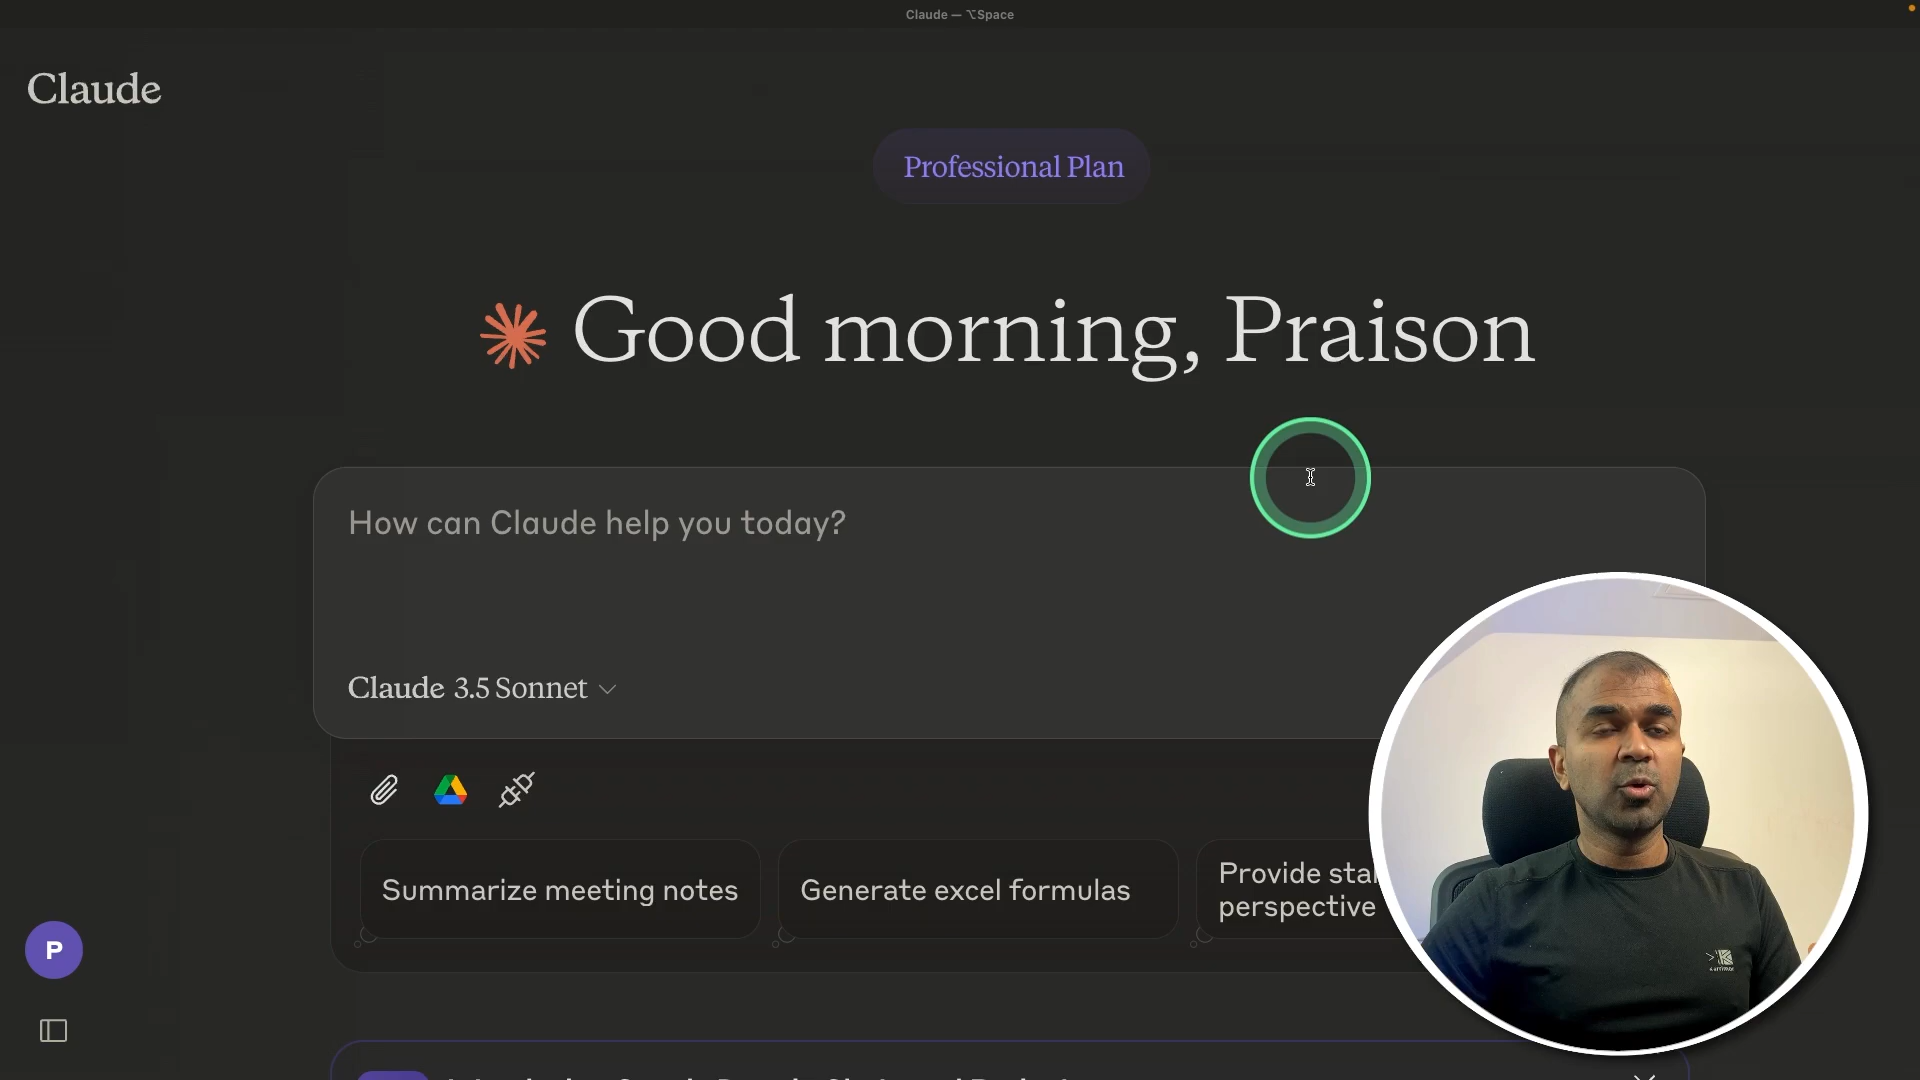 Claude — ⌥Space
Claude
Professional Plan
Good morning, Praison
How can Claude help you today?
Claude 3.5 Sonnet
Summarize meeting notes
Generate excel formulas
Provide
perspective
P